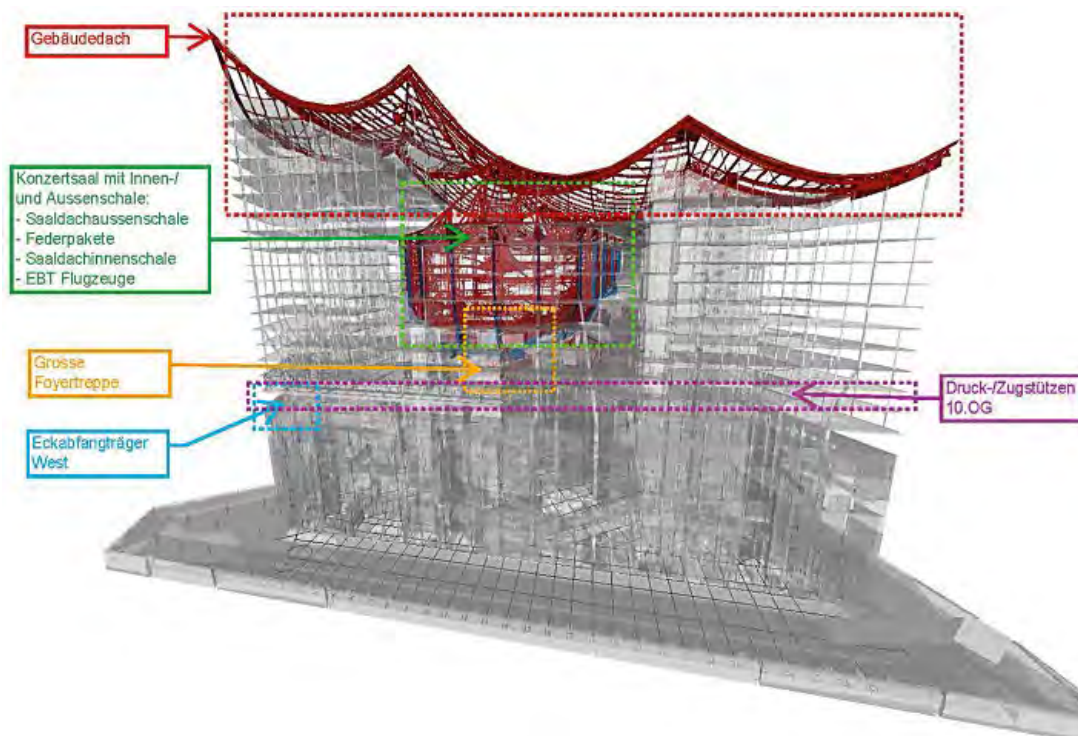 Gebäudedach
Konzertsaal mit Innen-/
und Aussenschale:
- Saaldachaussenschale
- Federpakete
- Saaldachinnenschale
- EBT Flugzeuge
Grosse
Foyertreppe
Druck-/Zugstützen
10.OG
Eckabfangträger
West